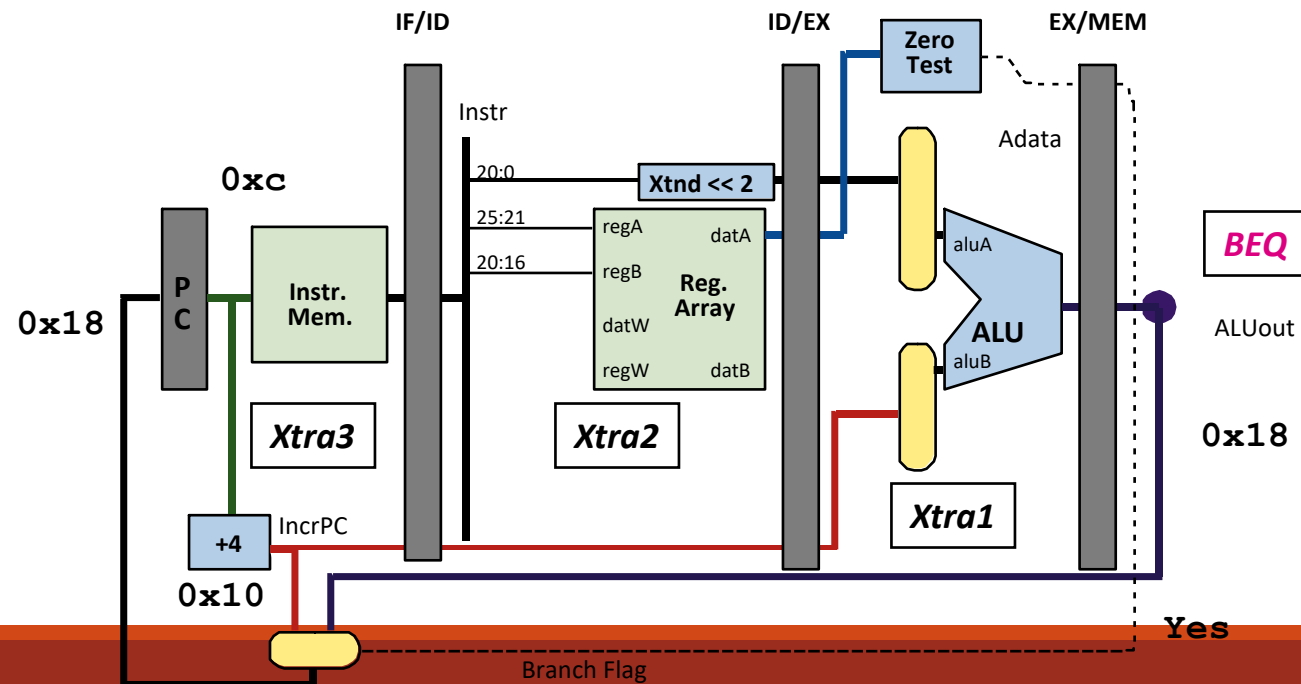 IF/ID
ID/EX
EX/MEM
Zero
Test
Instr
Adata
20:0
Xtnd << 2
0xc
25:21
regA
datA
20:16
regB
P
C
Instr.
Mem.
Reg.
Array
aluA
BEQ
0x18
datW
ALU
ALUout
regW
datB
aluB
Xtra3
Xtra2
0x18
Xtra1
IncrPC
+4
0x10
Yes
Branch Flag